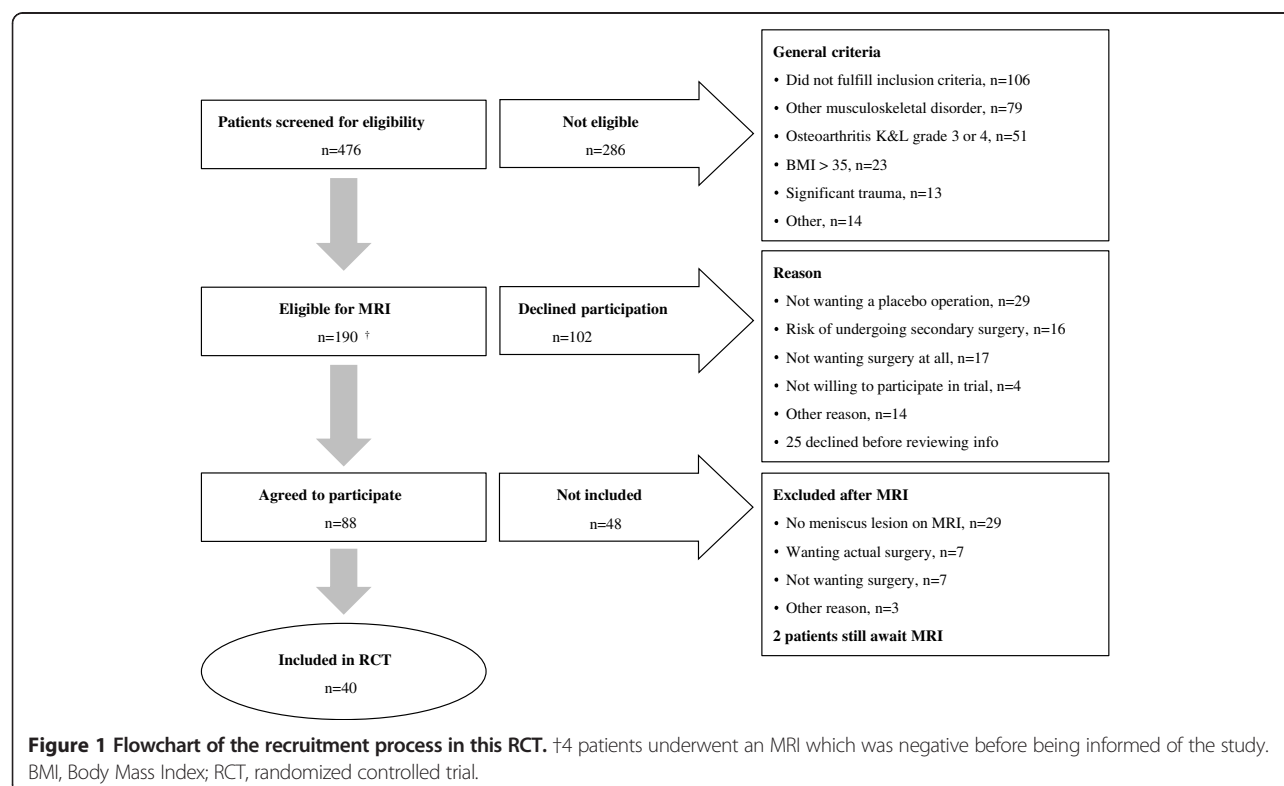 Patients screened for eligibility
n=476
Not eligible
n=286
General criteria
• Did not fulfill inclusion criteria, n=106
• Other musculoskeletal disorder, n=79
• Osteoarthritis K&L grade 3 or 4, n=51
• BMI > 35, n=23
• Significant trauma, n=13
• Other, n=14
Eligible for MRI
n=190 †
Declined participation
n=102
Reason
• Not wanting a placebo operation, n=29
• Risk of undergoing secondary surgery, n=16
• Not wanting surgery at all, n=17
• Not willing to participate in trial, n=4
• Other reason, n=14
• 25 declined before reviewing info
Agreed to participate
n=88
Not included
n=48
Excluded after MRI
• No meniscus lesion on MRI, n=29
• Wanting actual surgery, n=7
• Not wanting surgery, n=7
• Other reason, n=3
2 patients still await MRI
Included in RCT
n=40
Figure 1 Flowchart of the recruitment process in this RCT. †4 patients underwent an MRI which was negative before being informed of the study.
BMI, Body Mass Index; RCT, randomized controlled trial.